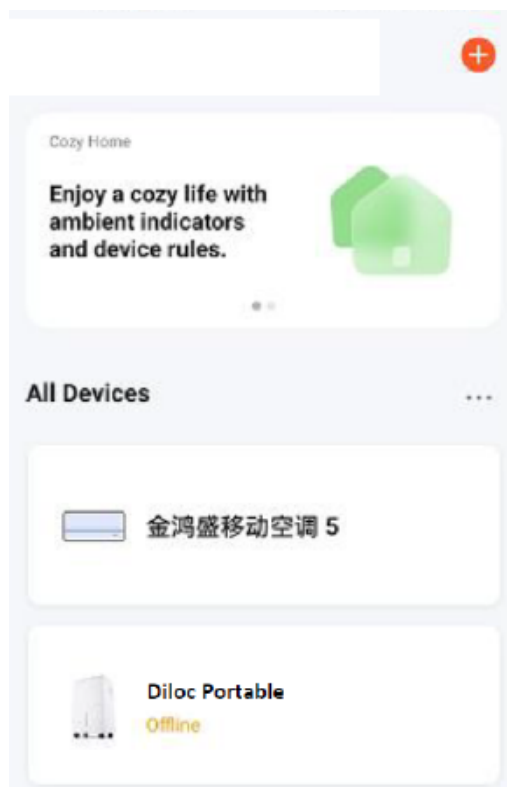 Cozy Home
Enjoy a cozy life with
ambient indicators
and device rules.
All Devices
金鸿盛移动空调 5
Diloc Portable
Offline